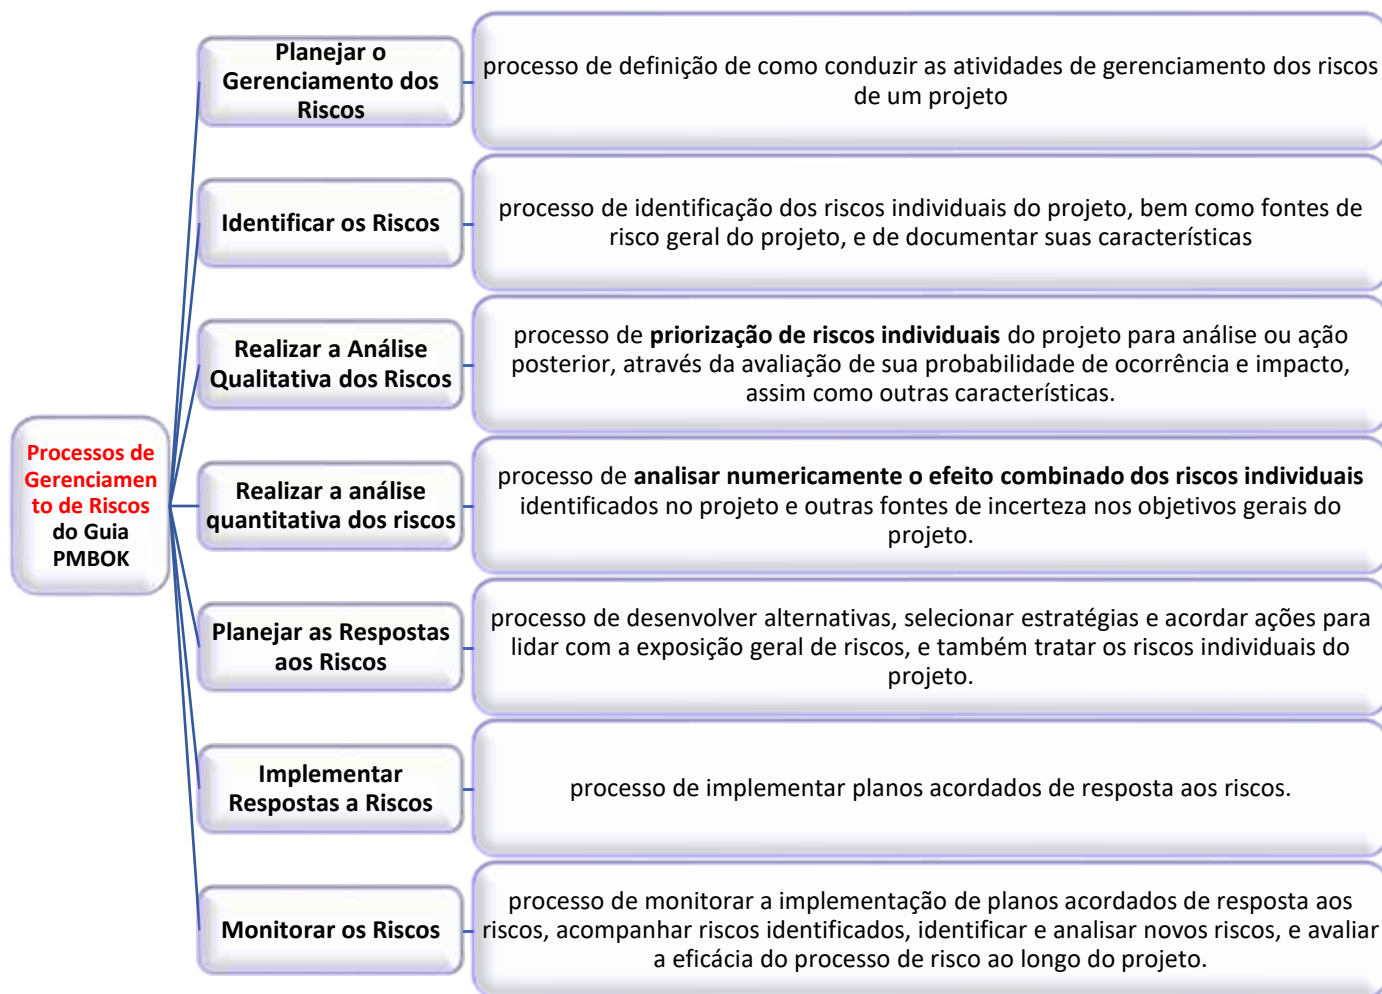 Planejar o
Gerenciamento dos
Riscos
processo de definição de como conduzir as atividades de gerenciamento dos riscos
de um projeto
Identificar os Riscos
processo de identificação dos riscos individuais do projeto, bem como fontes de
risco geral do projeto, e de documentar suas características
Realizar a Análise
Qualitativa dos Riscos
processo de priorização de riscos individuais do projeto para análise ou ação
posterior, através da avaliação de sua probabilidade de ocorrência e impacto,
assim como outras características.
Processos de
Gerenciamen
to de Riscos
do Guia
PMBOK
Realizar a análise
quantitativa dos riscos
processo de analisar numericamente o efeito combinado dos riscos individuais
identificados no projeto e outras fontes de incerteza nos objetivos gerais do
projeto.
Planejar as Respostas
aos Riscos
processo de desenvolver alternativas, selecionar estratégias e acordar ações para
lidar com a exposição geral de riscos, e também tratar os riscos individuais do
projeto.
Implementar
Respostas a Riscos
processo de implementar planos acordados de resposta aos riscos.
Monitorar os Riscos
processo de monitorar a implementação de planos acordados de resposta aos
riscos, acompanhar riscos identificados, identificar e analisar novos riscos, e avaliar
a eficácia do processo de risco ao longo do projeto.